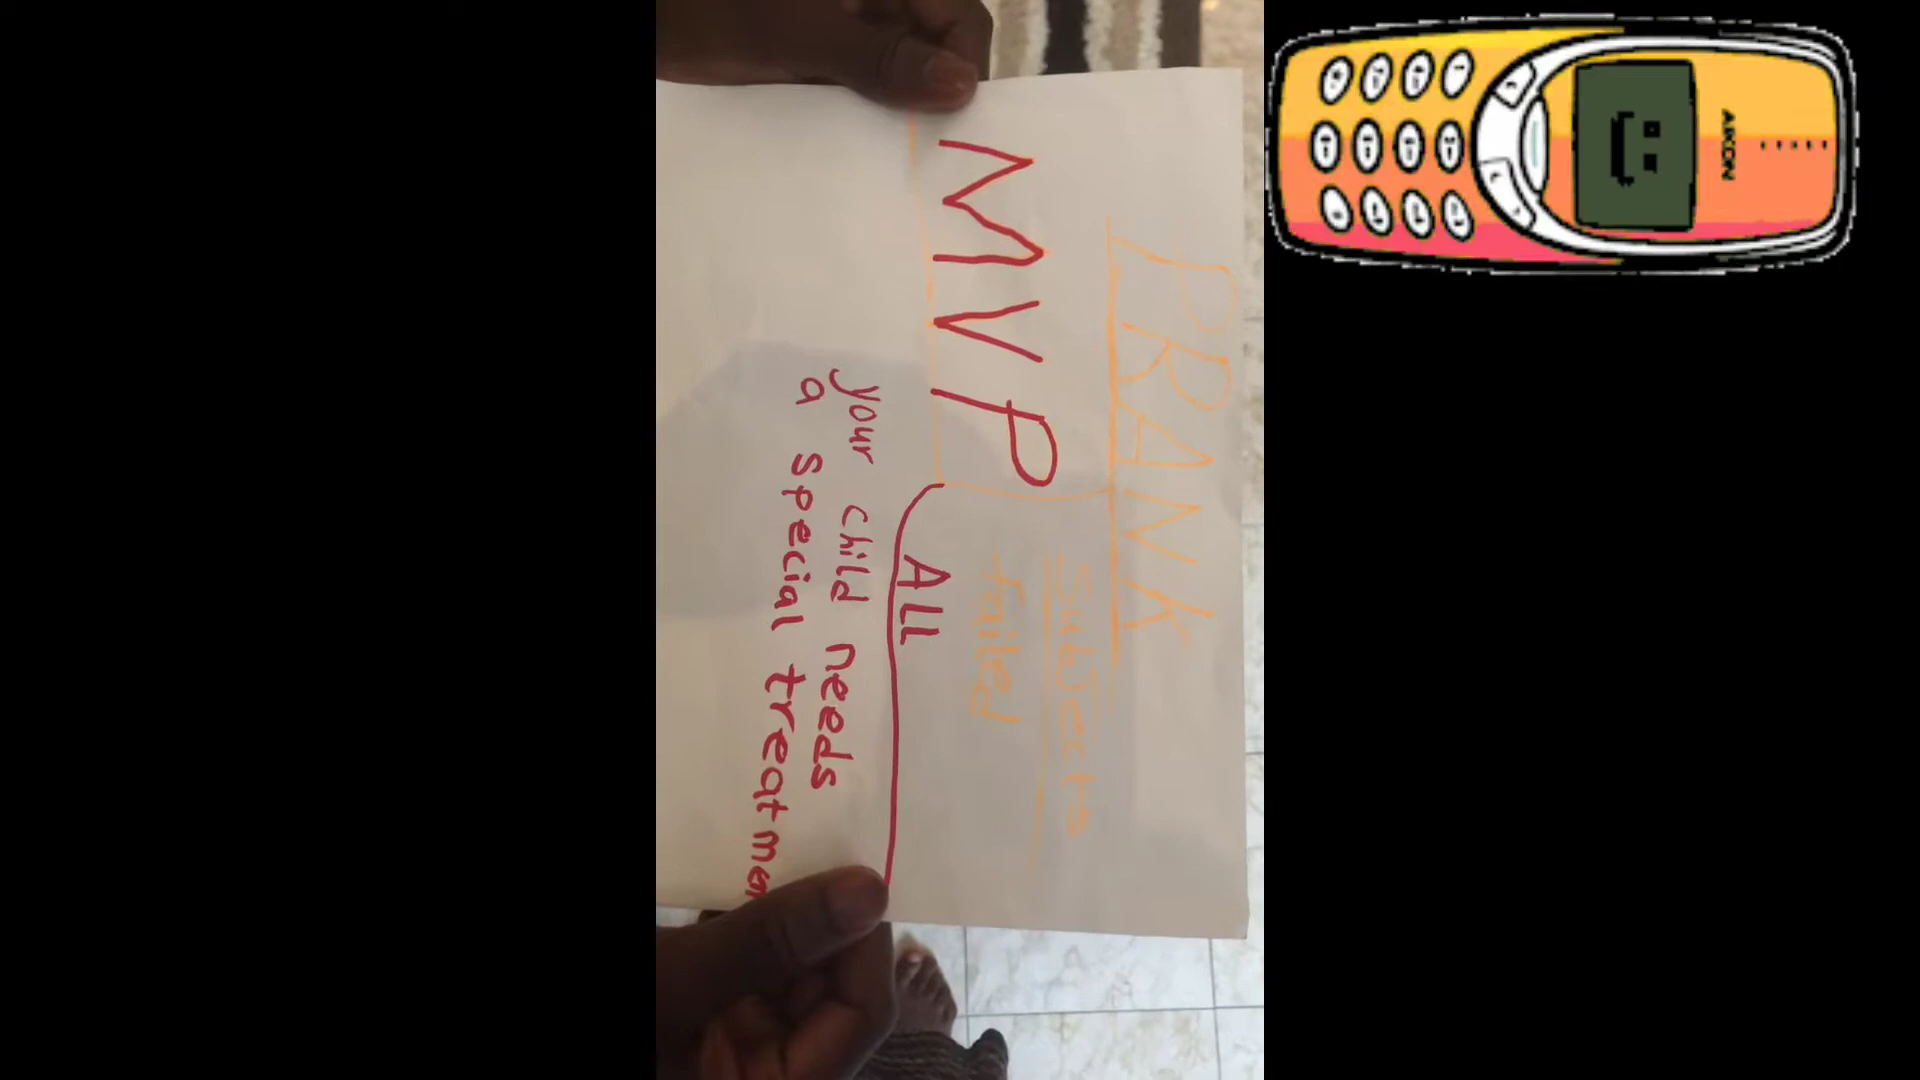 PRANK
MVP
SubJects
failed
ALL
your child needs
a special treatmen